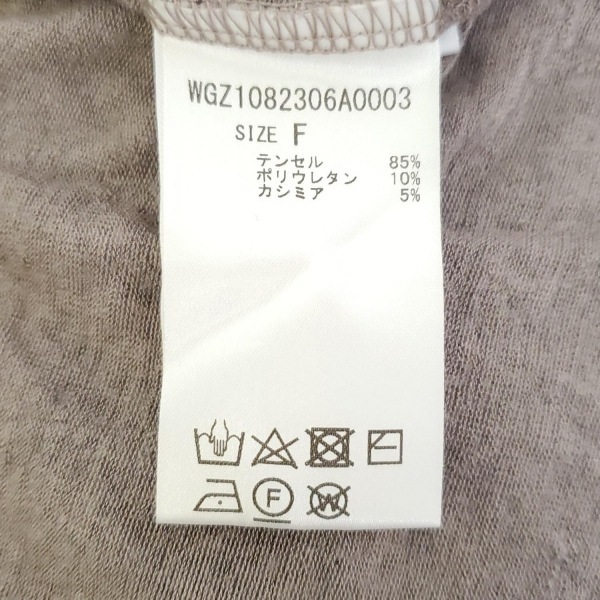 WGZ1082306A0003
SIZE F
テンセル 85%
ポリウレタン 10%
カシミア 5%
F W